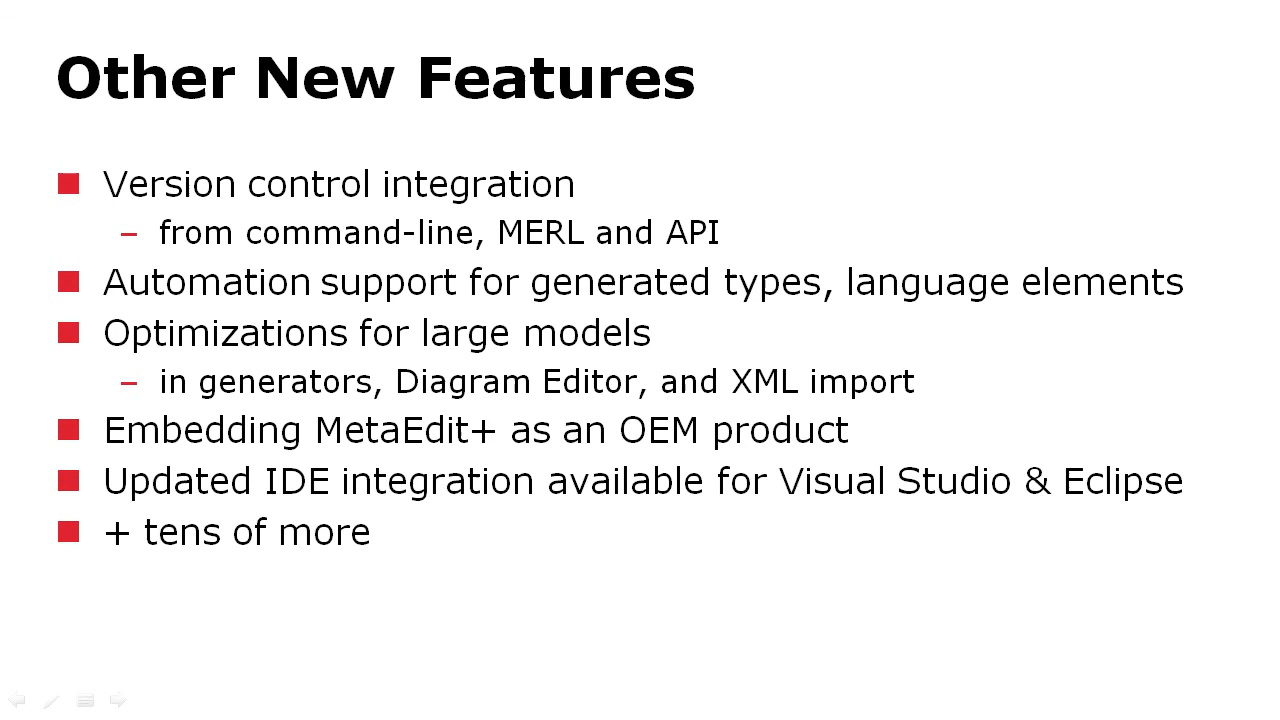 Other New Features
Version control integration
– from command-line, MERL and API
Automation support for generated types, language elements
Optimizations for large models
– in generators, Diagram Editor, and XML import
Embedding MetaEdit+ as an OEM product
Updated IDE integration available for Visual Studio & Eclipse
+ tens of more